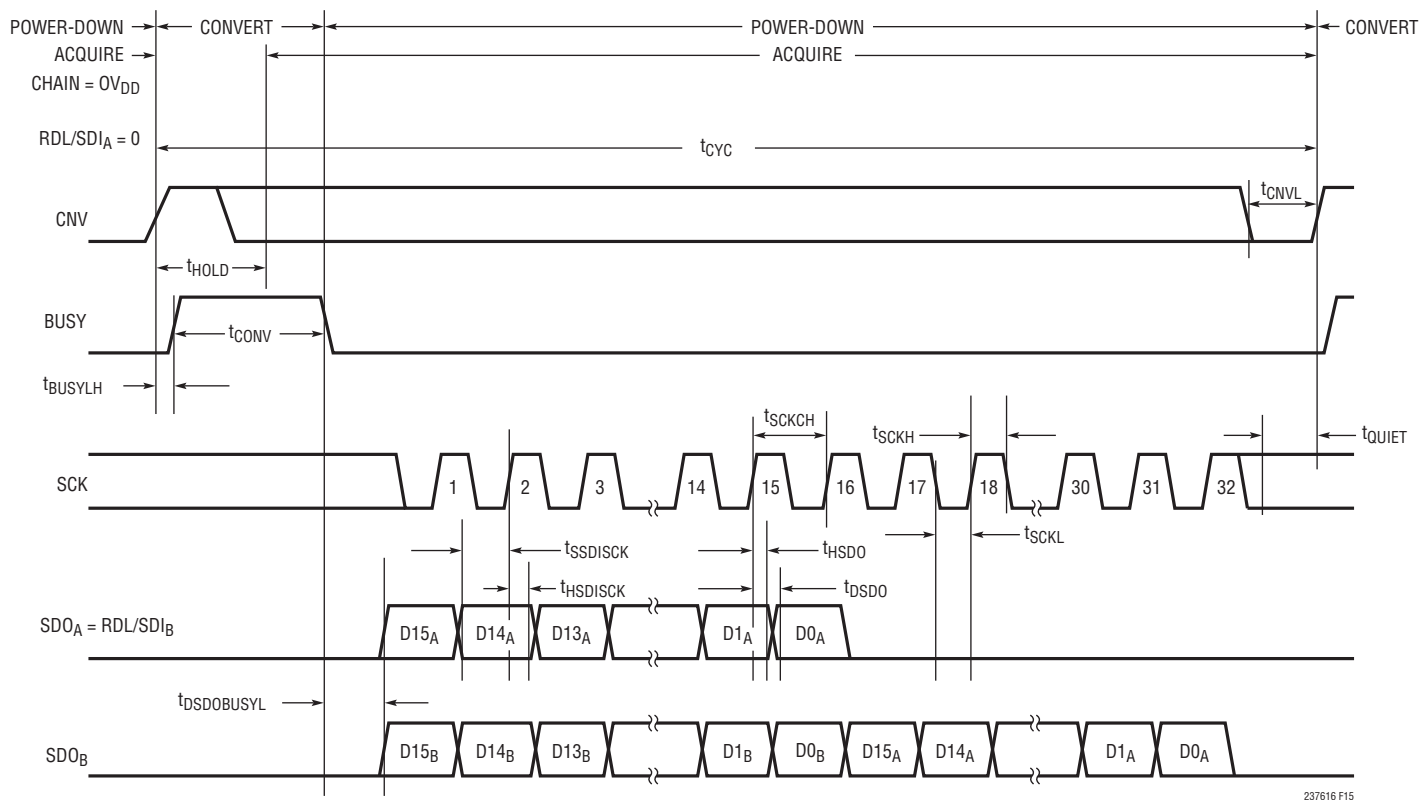 POWER-DOWN CONVERT POWER-DOWN CONVERT
ACQUIRE ACQUIRE
CHAIN = OVDD
RDL/SDIA = 0
tCYC
CNV
tCNVL
tHOLD
BUSY
tCONV
tBUSYLH
tSCKCH
tSCKH
tQUIET
SCK
1 2 3 14 15 16 17 18 30 31 32
tSSDISCK
tHSDO
tSCKL
tHSDISCK
tDSDO
SDOA = RDL/SDIB
D15A D14A D13A D1A D0A
tDSDOBUSYL
SDOB
D15B D14B D13B D1B D0B D15A D14A D1A D0A
237616 F15